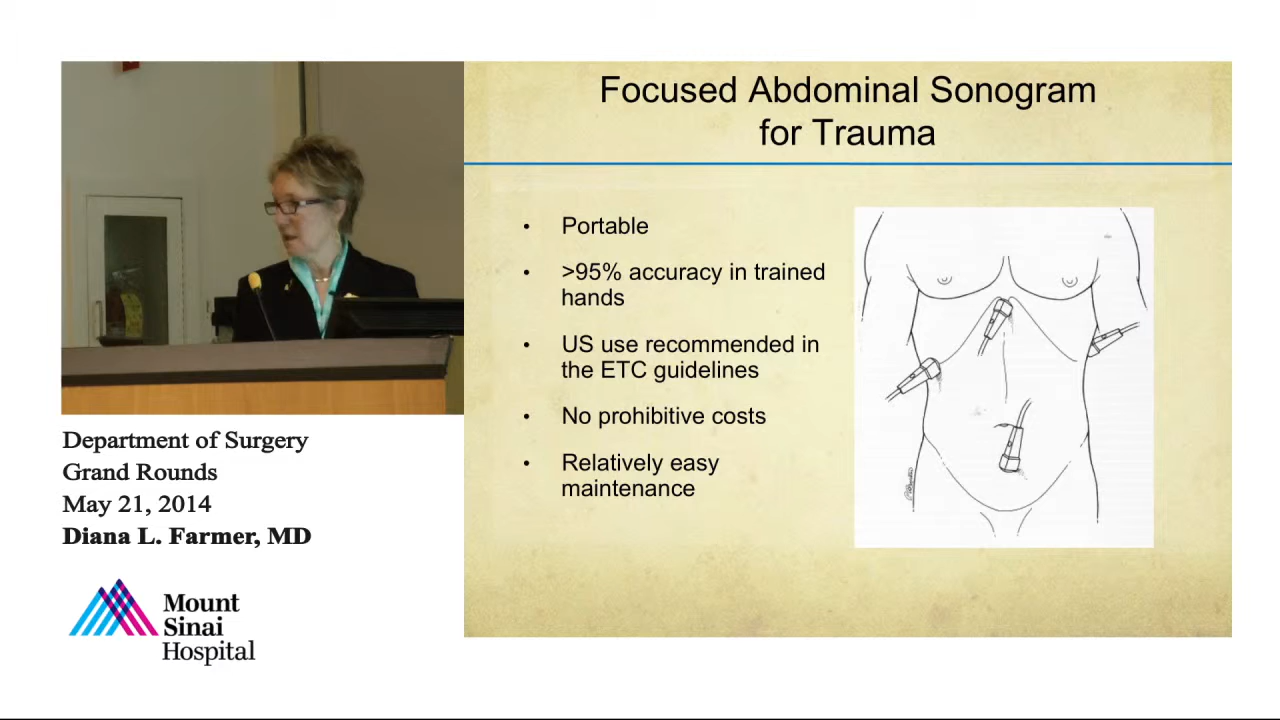 Focused Abdominal Sonogram
for Trauma
• Portable
• >95% accuracy in trained
hands
• US use recommended in
the ETC guidelines
• No prohibitive costs
• Relatively easy
maintenance
Department of Surgery
Grand Rounds
May 21, 2014
Diana L. Farmer, MD
Mount
Sinai
Hospital